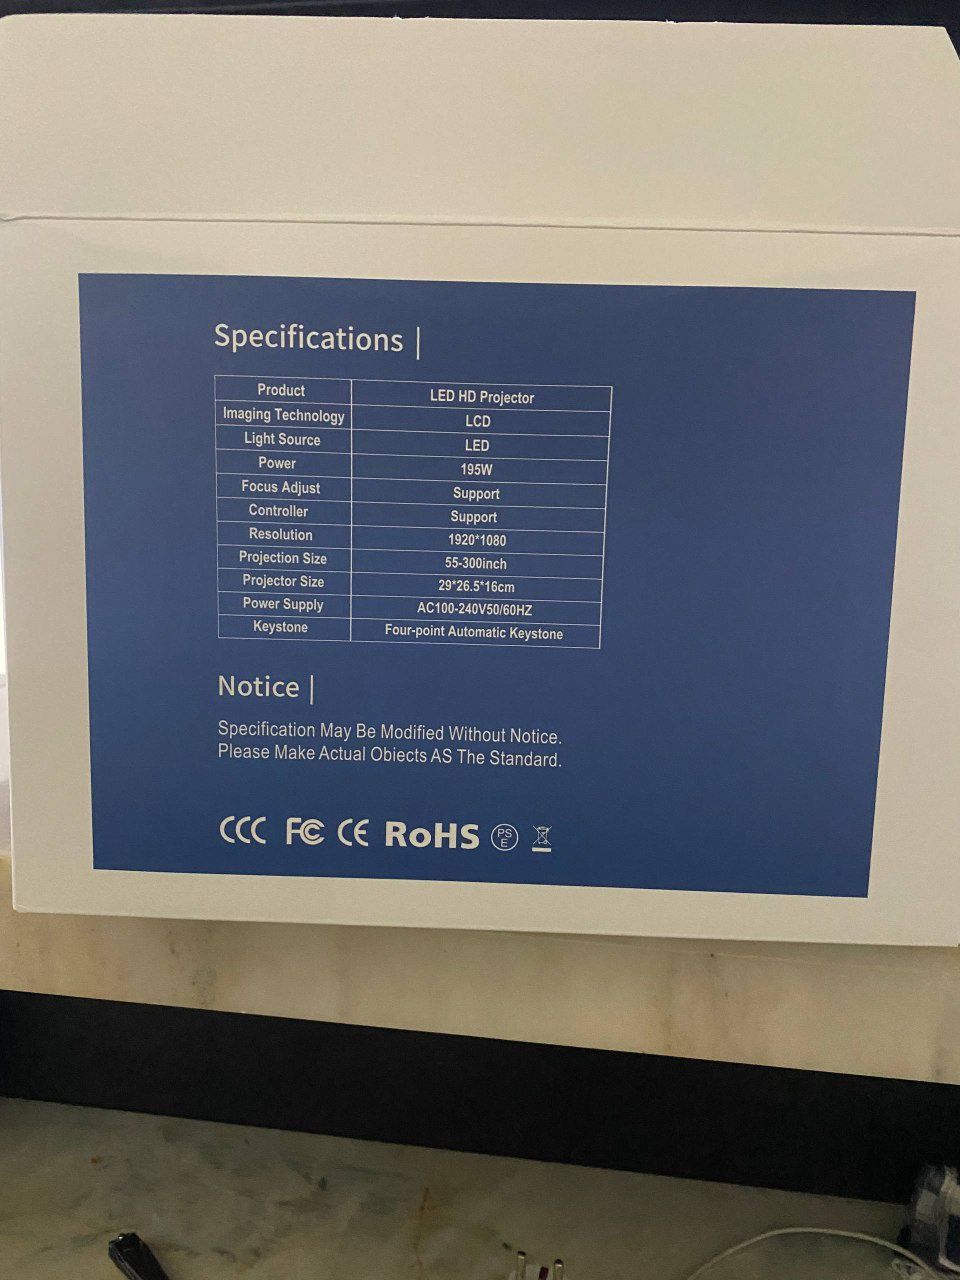 Specifications |
Product LED HD Projector
Imaging Technology LCD
Light Source LED
Power 195W
Focus Adjust Support
Controller Support
Resolution 1920*1080
Projection Size 55-300inch
Projector Size 29*26.5*16cm
Power Supply AC100-240V50/60HZ
Keystone Four-point Automatic Keystone
Notice |
Specification May Be Modified Without Notice.
Please Make Actual Obiects AS The Standard.
CCC FC CE RoHS PS E